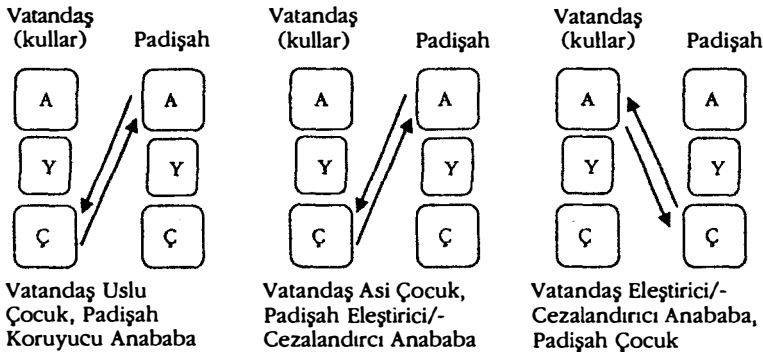 Vatandaş
(kullar) Padişah
A A
Y Y
Ç Ç
Vatandaş Uslu
Çocuk, Padişah
Koruyucu Anababa
Vatandaş
(kullar) Padişah
A A
Y Y
Ç Ç
Vatandaş Asi Çocuk,
Padişah Eleştirici/-
Cezalandırcı Anababa
Vatandaş
(kullar) Padişah
A A
Y Y
Ç Ç
Vatandaş Eleştirici/-
Cezalandırıcı Anababa,
Padişah Çocuk